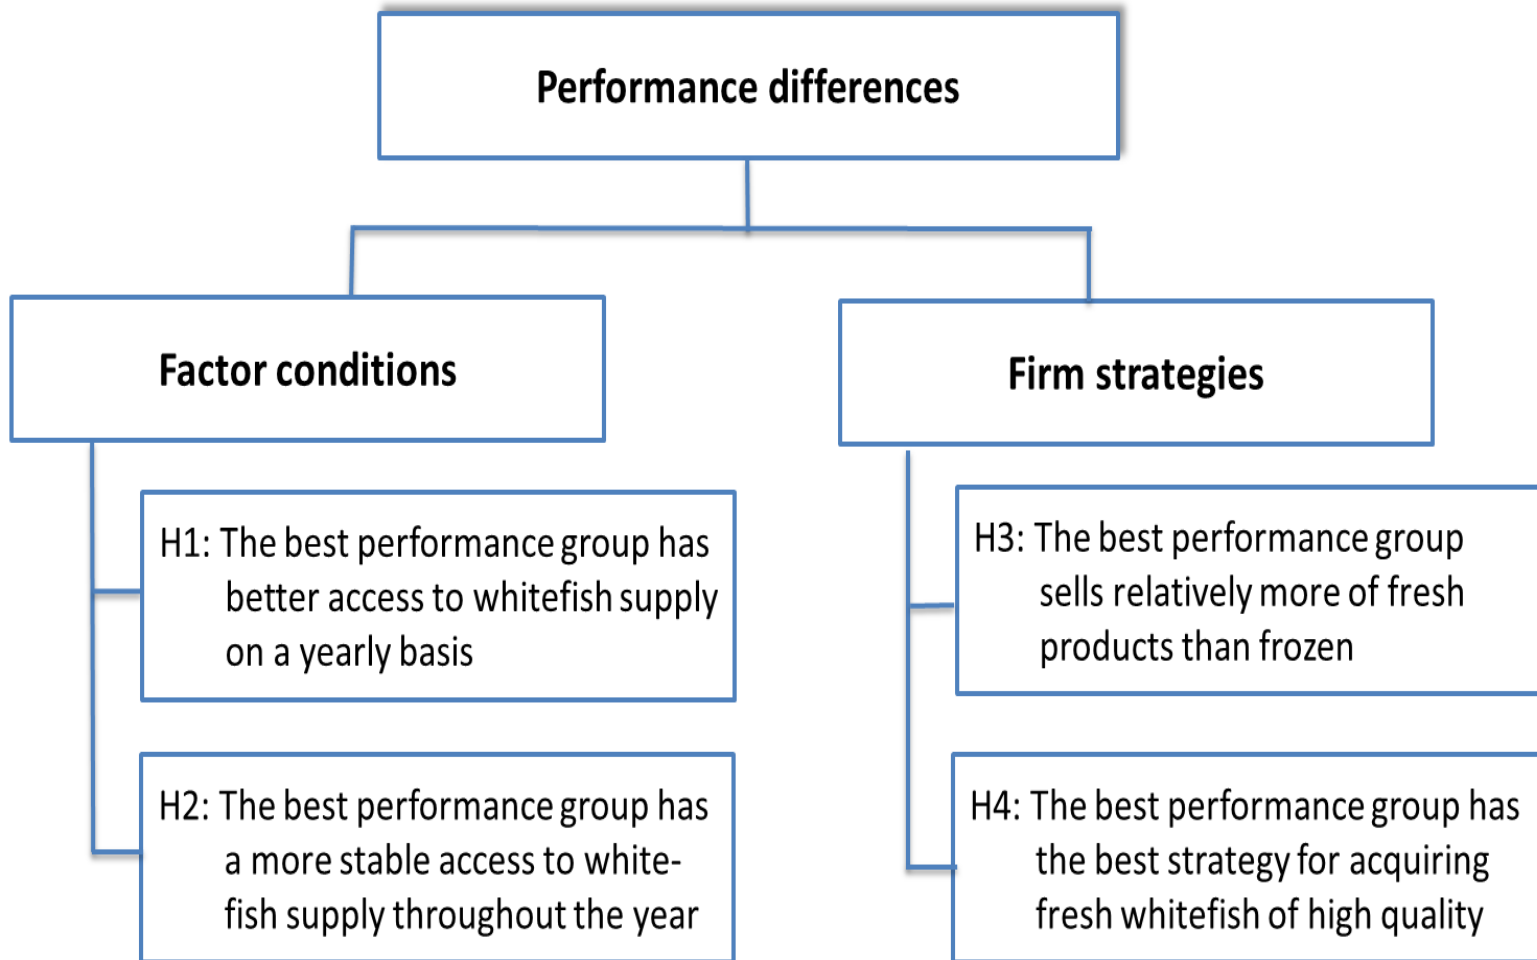 Performance differences
Factor conditions
Firm strategies
H1: The best performance group has
better access to whitefish supply
on a yearly basis
H3: The best performance group
sells relatively more of fresh
products than frozen
H2: The best performance group has
a more stable access to white-
fish supply throughout the year
H4: The best performance group has
the best strategy for acquiring
fresh whitefish of high quality